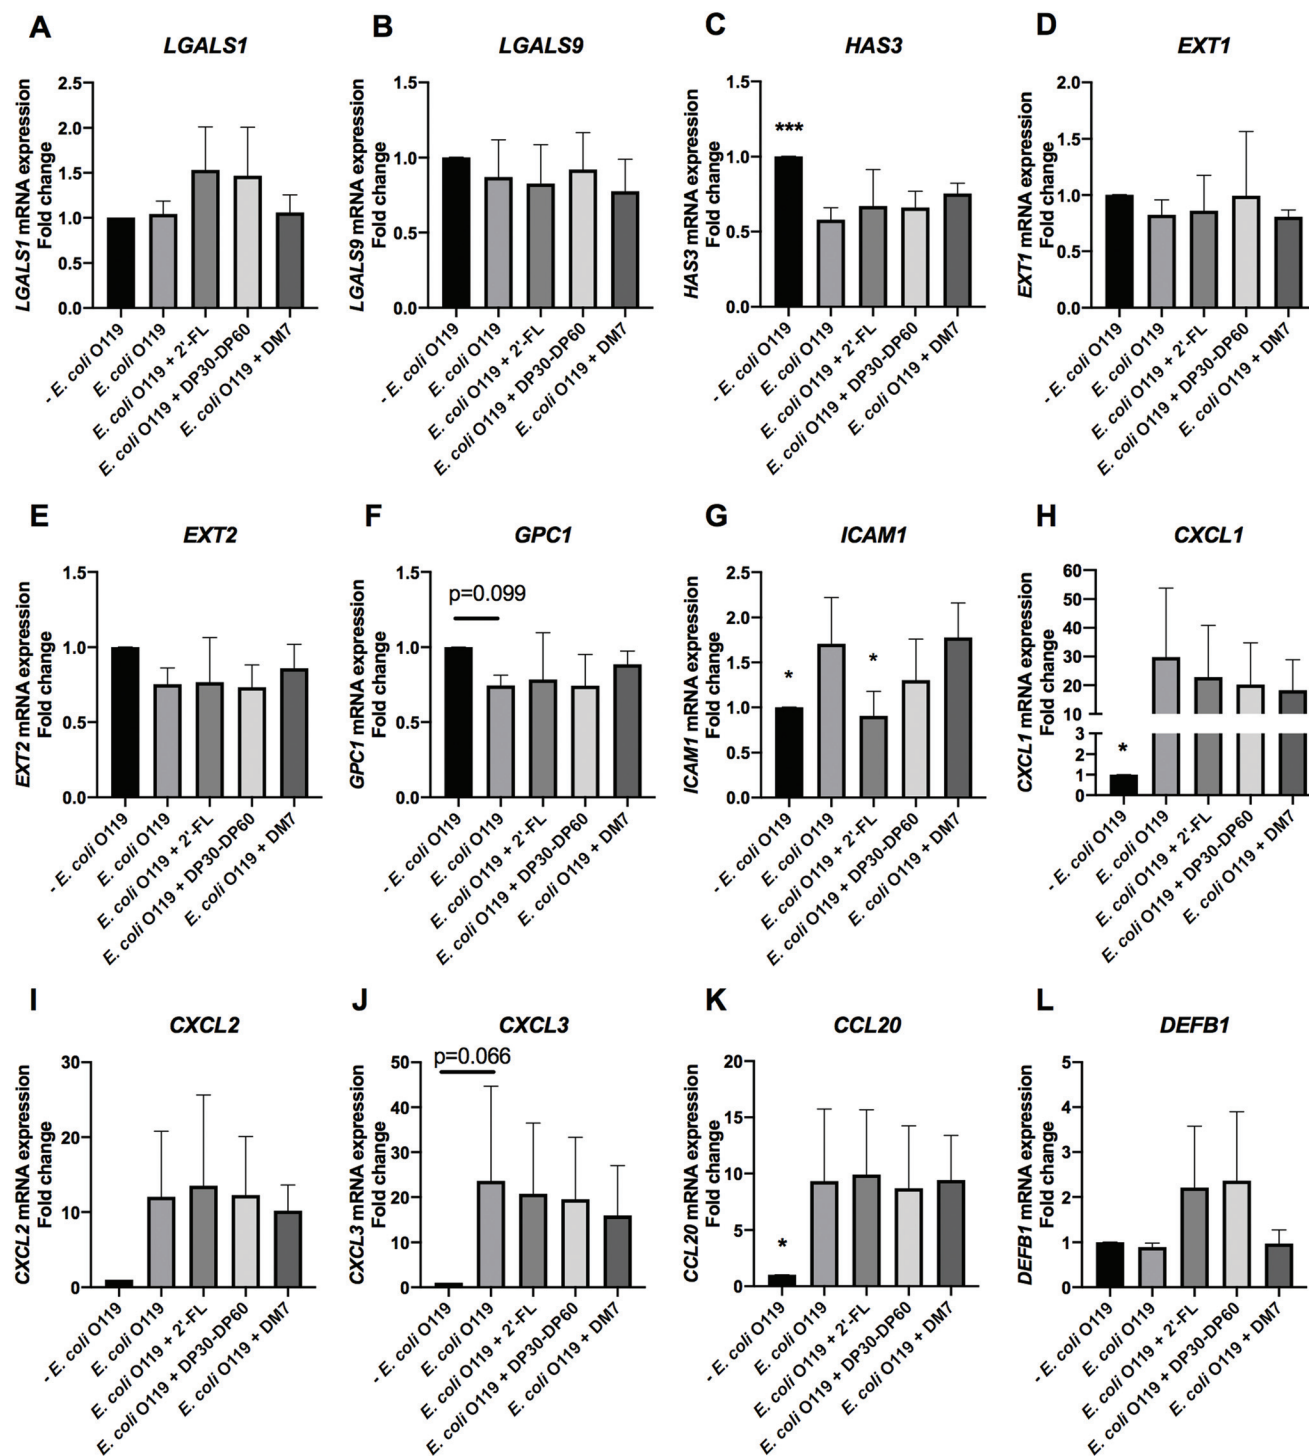 A
LGALS1
LGALS1 mRNA expression
Fold change
2.5
2.0
1.5
1.0
0.5
0.0
- E. coli O119
E. coli O119
E. coli O119 + 2'-FL
E. coli O119 + DP30-DP60
E. coli O119 + DM7
B
LGALS9
LGALS9 mRNA expression
Fold change
1.5
1.0
0.5
0.0
- E. coli O119
E. coli O119
E. coli O119 + 2'-FL
E. coli O119 + DP30-DP60
E. coli O119 + DM7
C
HAS3
HAS3 mRNA expression
Fold change
1.5
1.0
0.5
0.0
***
- E. coli O119
E. coli O119
E. coli O119 + 2'-FL
E. coli O119 + DP30-DP60
E. coli O119 + DM7
D
EXT1
EXT1 mRNA expression
Fold change
2.0
1.5
1.0
0.5
0.0
- E. coli O119
E. coli O119
E. coli O119 + 2'-FL
E. coli O119 + DP30-DP60
E. coli O119 + DM7
E
EXT2
EXT2 mRNA expression
Fold change
1.5
1.0
0.5
0.0
- E. coli O119
E. coli O119
E. coli O119 + 2'-FL
E. coli O119 + DP30-DP60
E. coli O119 + DM7
F
GPC1
GPC1 mRNA expression
Fold change
1.5
1.0
0.5
0.0
p=0.099
- E. coli O119
E. coli O119
E. coli O119 + 2'-FL
E. coli O119 + DP30-DP60
E. coli O119 + DM7
G
ICAM1
ICAM1 mRNA expression
Fold change
2.5
2.0
1.5
1.0
0.5
0.0
*
*
- E. coli O119
E. coli O119
E. coli O119 + 2'-FL
E. coli O119 + DP30-DP60
E. coli O119 + DM7
H
CXCL1
CXCL1 mRNA expression
Fold change
60
50
40
30
20
10
3
2
1
0
*
- E. coli O119
E. coli O119
E. coli O119 + 2'-FL
E. coli O119 + DP30-DP60
E. coli O119 + DM7
I
CXCL2
CXCL2 mRNA expression
Fold change
30
20
10
0
- E. coli O119
E. coli O119
E. coli O119 + 2'-FL
E. coli O119 + DP30-DP60
E. coli O119 + DM7
J
CXCL3
CXCL3 mRNA expression
Fold change
50
40
30
20
10
0
p=0.066
- E. coli O119
E. coli O119
E. coli O119 + 2'-FL
E. coli O119 + DP30-DP60
E. coli O119 + DM7
K
CCL20
CCL20 mRNA expression
Fold change
20
15
10
5
0
*
- E. coli O119
E. coli O119
E. coli O119 + 2'-FL
E. coli O119 + DP30-DP60
E. coli O119 + DM7
L
DEFB1
DEFB1 mRNA expression
Fold change
5
4
3
2
1
0
- E. coli O119
E. coli O119
E. coli O119 + 2'-FL
E. coli O119 + DP30-DP60
E. coli O119 + DM7